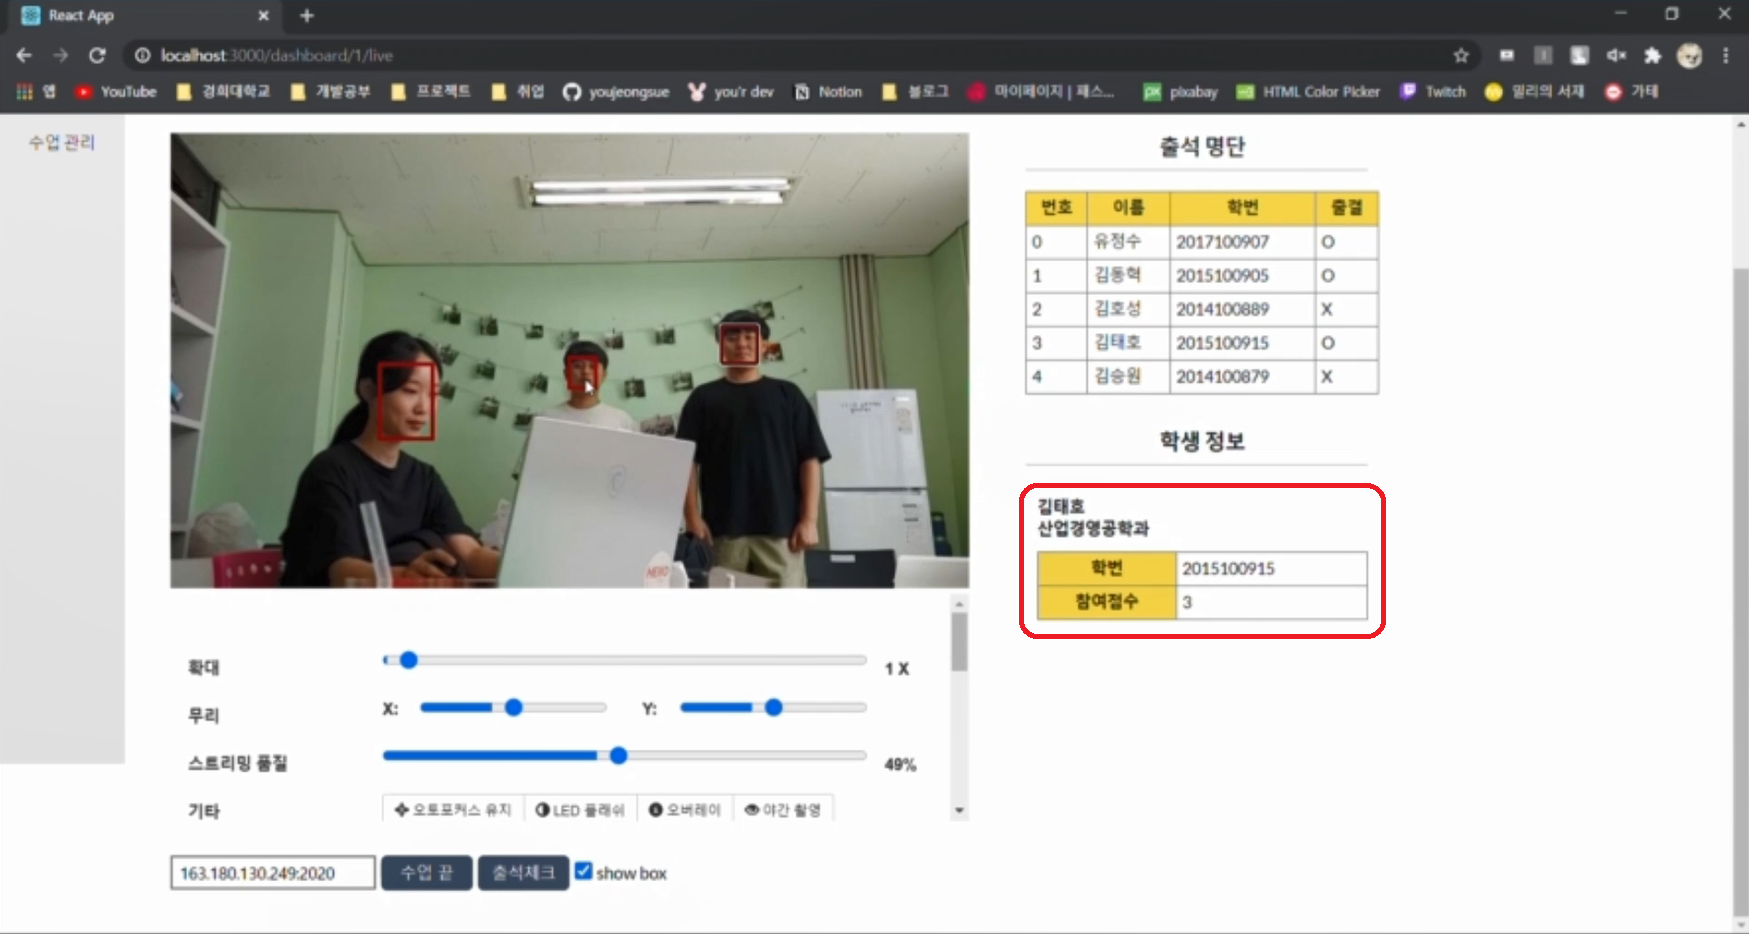 React App
localhost:3000/dashboard/1/live
앱 YouTube 경희대학교 개발공부 프로젝트 취업 youjeongsue you'r dev Notion 블로그 마이페이지 | 패스... pixabay HTML Color Picker Twitch 밀리의 서재 가테
수업 관리
출석 명단
번호 이름 학번 출결
0 유정수 2017100907 O
1 김동혁 2015100905 O
2 김호성 2014100889 X
3 김태호 2015100915 O
4 김승원 2014100879 X
학생 정보
김태호
산업경영공학과
학번 2015100915
참여점수 3
HERO
확대 1 X
무리 X: Y:
스트리밍 품질 49%
기타 오토포커스 유지 LED 플래쉬 오버레이 야간 촬영
163.180.130.249:2020 수업 끝 출석체크 show box